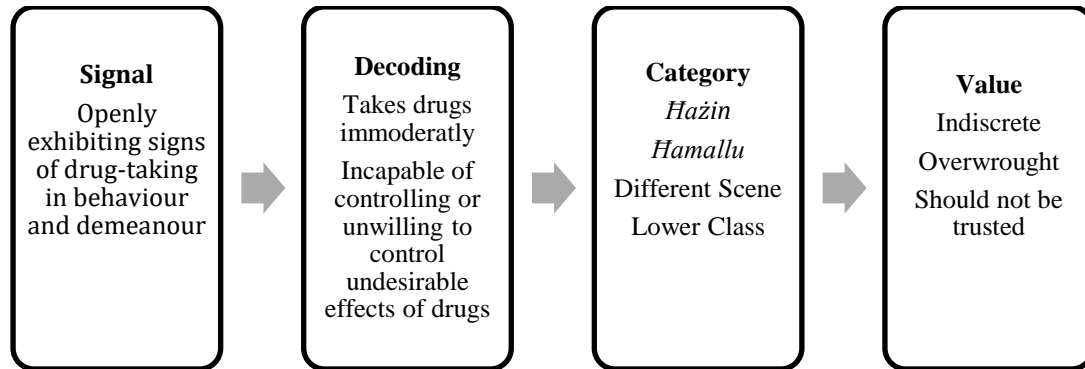 Signal
Openly
exhibiting signs
of drug-taking
in behaviour
and demeanour
Decoding
Takes drugs
immoderatly
Incapable of
controlling or
unwilling to
control
undesirable
effects of drugs
Category
Ħażin
Ħamallu
Different Scene
Lower Class
Value
Indiscrete
Overwrought
Should not be
trusted